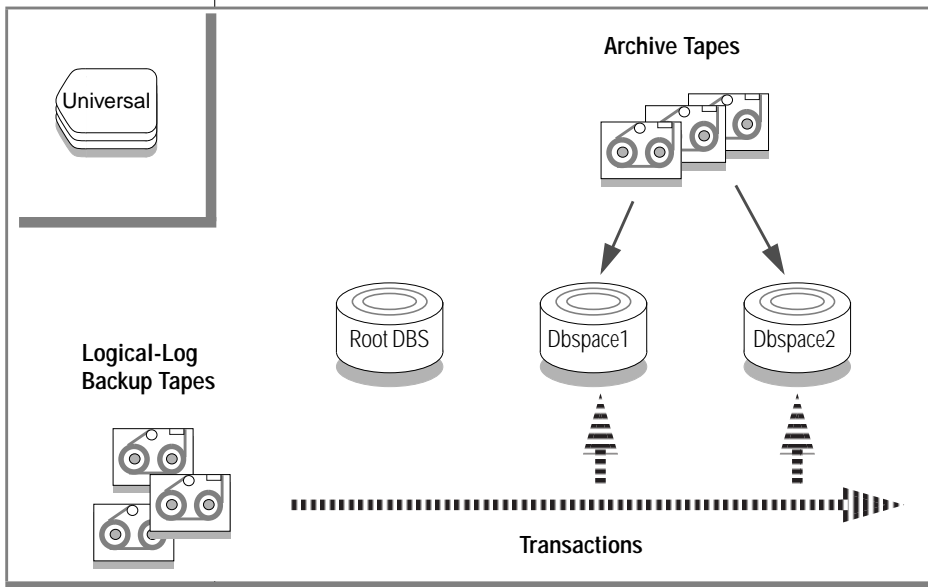 Archive Tapes
Universal
Root DBS
Dbspace1
Dbspace2
Logical-Log
Backup Tapes
Transactions